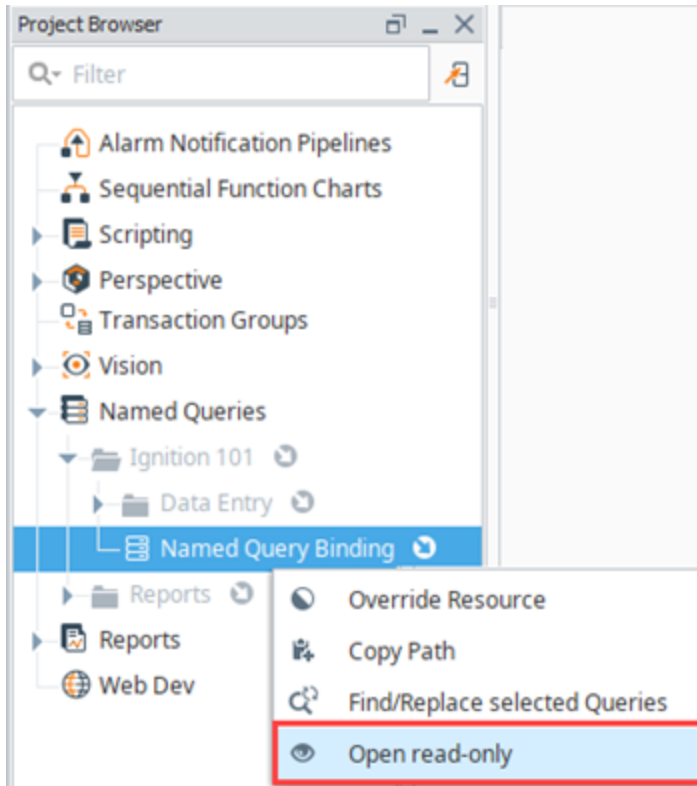 Project Browser
Filter
Alarm Notification Pipelines
Sequential Function Charts
Scripting
Perspective
Transaction Groups
Vision
Named Queries
Ignition 101
Data Entry
Named Query Binding
Reports
Override Resource
Reports
Copy Path
Web Dev
Find/Replace selected Queries
Open read-only